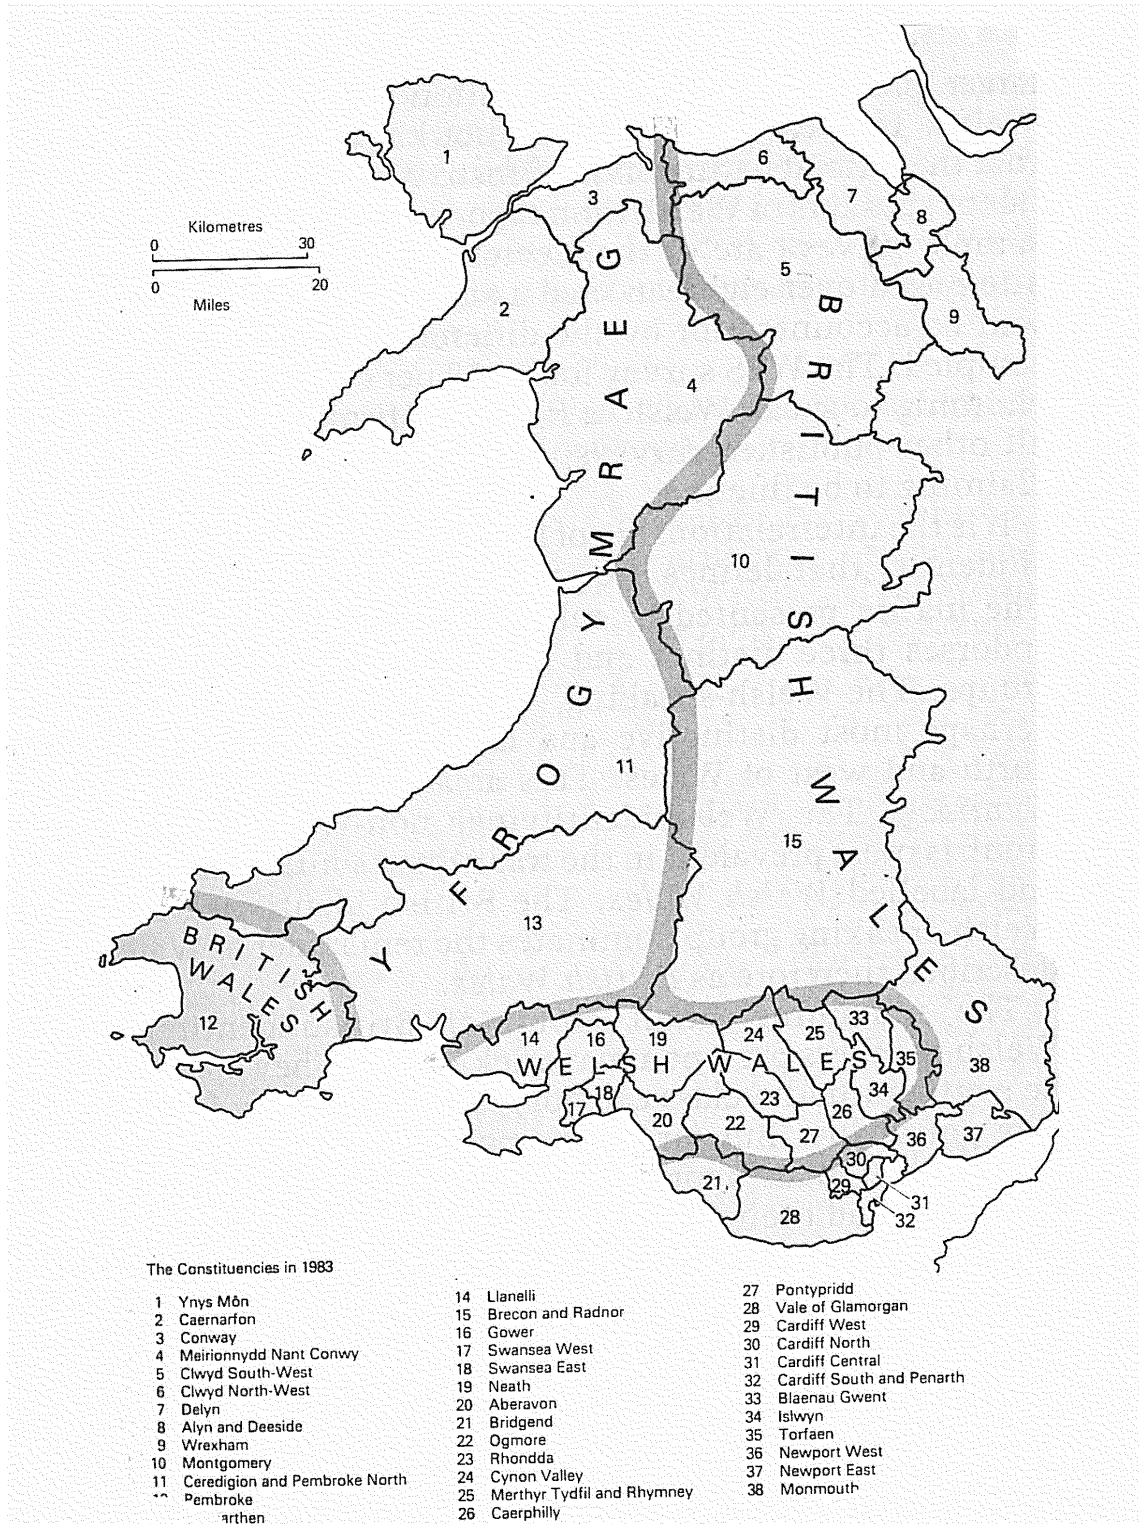 Kilometres
0 30
0 20
Miles
1
2
3
4
5
6
7
8
9
10
11
12
13
14
15
16
17
18
19
20
21
22
23
24
25
26
27
28
29
30
31
32
33
34
35
36
37
38
Y FRO GYMRAEG
BRITISH WALES
BRITISH
WALES
WELSH WALES
The Constituencies in 1983
1 Ynys Môn
2 Caernarfon
3 Conway
4 Meirionnydd Nant Conwy
5 Clwyd South-West
6 Clwyd North-West
7 Delyn
8 Alyn and Deeside
9 Wrexham
10 Montgomery
11 Ceredigion and Pembroke North
Pembroke
arthen
14 Llanelli
15 Brecon and Radnor
16 Gower
17 Swansea West
18 Swansea East
19 Neath
20 Aberavon
21 Bridgend
22 Ogmore
23 Rhondda
24 Cynon Valley
25 Merthyr Tydfil and Rhymney
26 Caerphilly
27 Pontypridd
28 Vale of Glamorgan
29 Cardiff West
30 Cardiff North
31 Cardiff Central
32 Cardiff South and Penarth
33 Blaenau Gwent
34 Islwyn
35 Torfaen
36 Newport West
37 Newport East
38 Monmouth